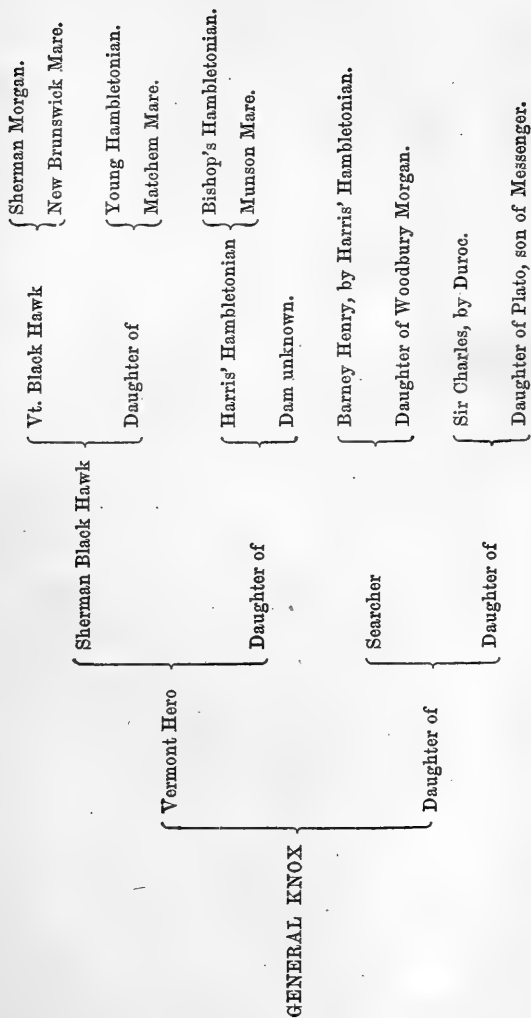 GENERAL KNOX
Vermont Hero
Daughter of
Sherman Black Hawk
Daughter of
Searcher
Daughter of
Vt. Black Hawk
Daughter of
Harris' Hambletonian
Dam unknown.
Barney Henry, by Harris' Hambletonian.
Daughter of Woodbury Morgan.
Sir Charles, by Duroc.
Daughter of Plato, son of Messenger.
Sherman Morgan.
New Brunswick Mare.
Young Hambletonian.
Matchem Mare.
Bishop's Hambletonian.
Munson Mare.